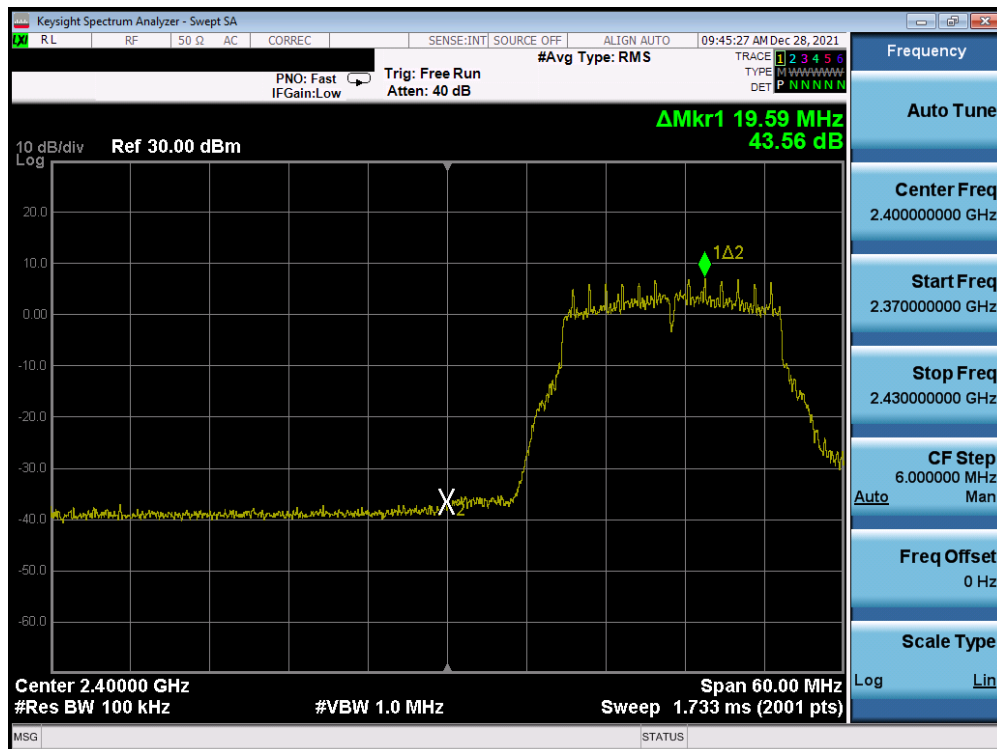 Keysight Spectrum Analyzer - Swept SA
LXI RL RF 50 Ω AC CORREC SENSE:INT SOURCE OFF ALIGN AUTO 09:45:27 AM Dec 28, 2021
#Avg Type: RMS
TRACE 1 2 3 4 5 6
TYPE M WWWWW
DET P N N N N N
PNO: Fast
IFGain:Low
Trig: Free Run
Atten: 40 dB
ΔMkr1 19.59 MHz
43.56 dB
10 dB/div Ref 30.00 dBm
Log
20.0
10.0
0.00
-10.0
-20.0
-30.0
-40.0
-50.0
-60.0
1Δ2
2
Center 2.40000 GHz Span 60.00 MHz
#Res BW 100 kHz #VBW 1.0 MHz Sweep 1.733 ms (2001 pts)
MSG STATUS
Frequency
Auto Tune
Center Freq
2.400000000 GHz
Start Freq
2.370000000 GHz
Stop Freq
2.430000000 GHz
CF Step
6.000000 MHz
Auto Man
Freq Offset
0 Hz
Scale Type
Log Lin